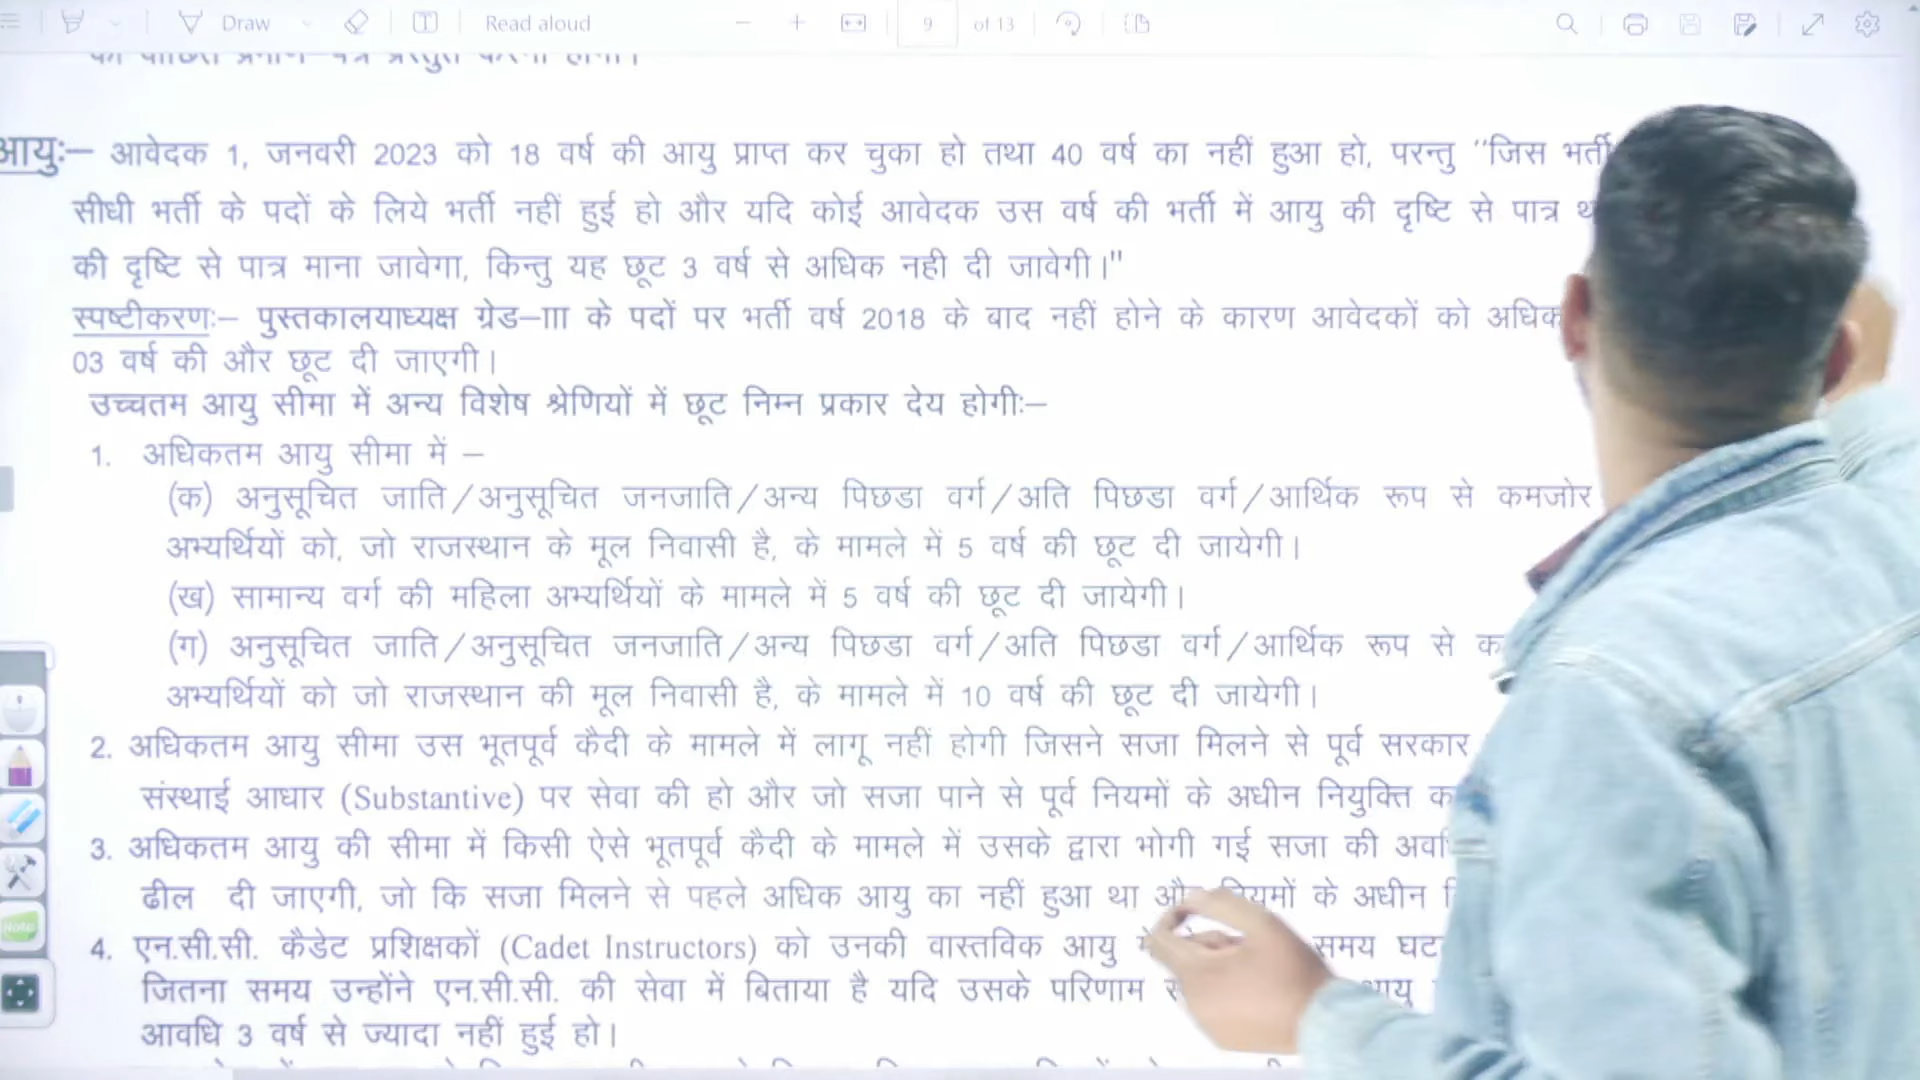 Draw
Read aloud
9 of 13
आयुः– आवेदक 1, जनवरी 2023 को 18 वर्ष की आयु प्राप्त कर चुका हो तथा 40 वर्ष का नहीं हुआ हो, परन्तु "जिस भर्ती
सीधी भर्ती के पदों के लिये भर्ती नहीं हुई हो और यदि कोई आवेदक उस वर्ष की भर्ती में आयु की दृष्टि से पात्र
की दृष्टि से पात्र माना जावेगा, किन्तु यह छूट 3 वर्ष से अधिक नही दी जावेगी।"
स्पष्टीकरणः– पुस्तकालयाध्यक्ष ग्रेड–III के पदों पर भर्ती वर्ष 2018 के बाद नहीं होने के कारण आवेदकों को
03 वर्ष की और छूट दी जाएगी।
उच्चतम आयु सीमा में अन्य विशेष श्रेणियों में छूट निम्न प्रकार देय होगीः–
1. अधिकतम आयु सीमा में –
(क) अनुसूचित जाति/अनुसूचित जनजाति/अन्य पिछडा वर्ग/अति पिछडा वर्ग/आर्थिक रूप से कमजोर
अभ्यर्थियों को, जो राजस्थान के मूल निवासी है, के मामले में 5 वर्ष की छूट दी जायेगी।
(ख) सामान्य वर्ग की महिला अभ्यर्थियों के मामले में 5 वर्ष की छूट दी जायेगी।
(ग) अनुसूचित जाति/अनुसूचित जनजाति/अन्य पिछडा वर्ग/अति पिछडा वर्ग/आर्थिक रूप से
अभ्यर्थियों को जो राजस्थान की मूल निवासी है, के मामले में 10 वर्ष की छूट दी जायेगी।
2. अधिकतम आयु सीमा उस भूतपूर्व कैदी के मामले में लागू नहीं होगी जिसने सजा मिलने से पूर्व सरकार
संस्थाई आधार (Substantive) पर सेवा की हो और जो सजा पाने से पूर्व नियमों के अधीन नियुक्ति
3. अधिकतम आयु की सीमा में किसी ऐसे भूतपूर्व कैदी के मामले में उसके द्वारा भोगी गई सजा की
ढील दी जाएगी, जो कि सजा मिलने से पहले अधिक आयु का नहीं हुआ था के अधीन
4. एन.सी.सी. कैडेट प्रशिक्षकों (Cadet Instructors) को उनकी वास्तविक आयु समय
जितना समय उन्होंने एन.सी.सी. की सेवा में बिताया है यदि उसके परिणाम
आवधि 3 वर्ष से ज्यादा नहीं हुई हो।
Note